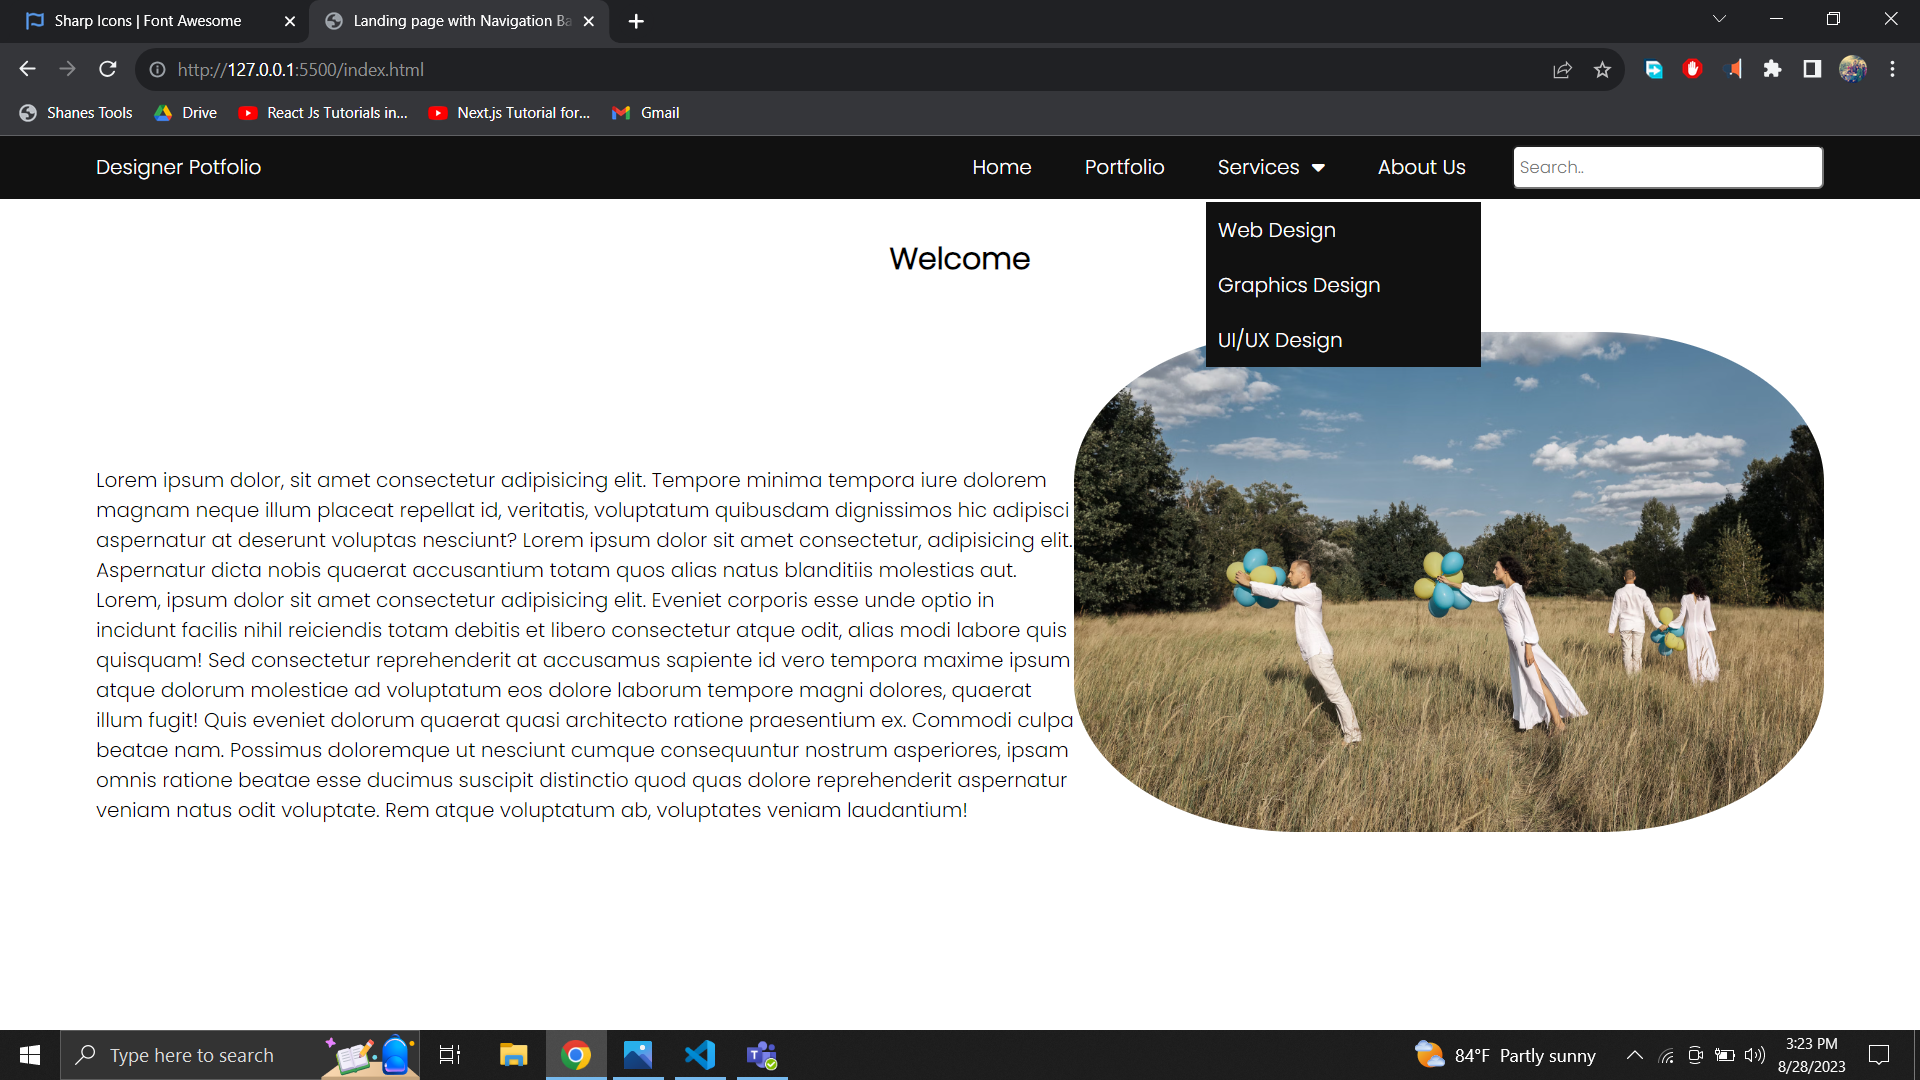 Sharp Icons | Font Awesome
Landing page with Navigation Ba
http://127.0.0.1:5500/index.html
Shanes Tools
Drive
React Js Tutorials in...
Next.js Tutorial for...
Gmail
Designer Potfolio
Home
Portfolio
Services
About Us
Search..
Web Design
Graphics Design
UI/UX Design
Welcome
Lorem ipsum dolor, sit amet consectetur adipisicing elit. Tempore minima tempora iure dolorem
magnam neque illum placeat repellat id, veritatis, voluptatum quibusdam dignissimos hic adipisci
aspernatur at deserunt voluptas nesciunt? Lorem ipsum dolor sit amet consectetur, adipisicing elit.
Aspernatur dicta nobis quaerat accusantium totam quos alias natus blanditiis molestias aut.
Lorem, ipsum dolor sit amet consectetur adipisicing elit. Eveniet corporis esse unde optio in
incidunt facilis nihil reiciendis totam debitis et libero consectetur atque odit, alias modi labore quis
quisquam! Sed consectetur reprehenderit at accusamus sapiente id vero tempora maxime ipsum
atque dolorum molestiae ad voluptatum eos dolore laborum tempore magni dolores, quaerat
illum fugit! Quis eveniet dolorum quaerat quasi architecto ratione praesentium ex. Commodi culpa
beatae nam. Possimus doloremque ut nesciunt cumque consequuntur nostrum asperiores, ipsam
omnis ratione beatae esse ducimus suscipit distinctio quod quas dolore reprehenderit aspernatur
veniam natus odit voluptate. Rem atque voluptatum ab, voluptates veniam laudantium!
Type here to search
84°F Partly sunny
3:23 PM
8/28/2023